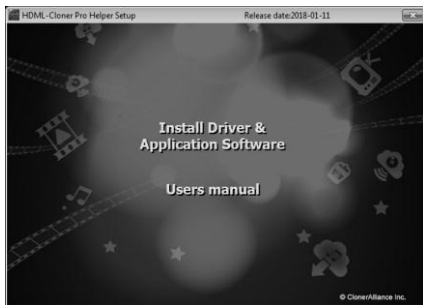 HDML-Cloner Pro Helper Setup Release date:2018-01-11
Install Driver &
Application Software
Users manual
© ClonerAlliance Inc.